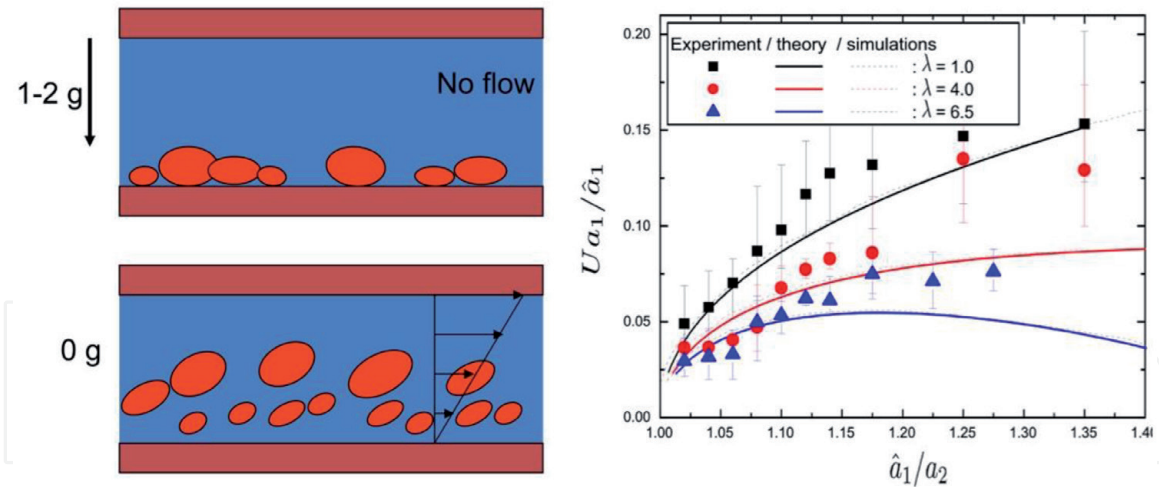 1-2 g
No flow
0 g
Experiment / theory / simulations
: λ = 1.0
: λ = 4.0
: λ = 6.5
0.20
0.15
0.10
0.05
0.00
Ua₁/â₁
1.00 1.05 1.10 1.15 1.20 1.25 1.30 1.35 1.40
â₁/a₂